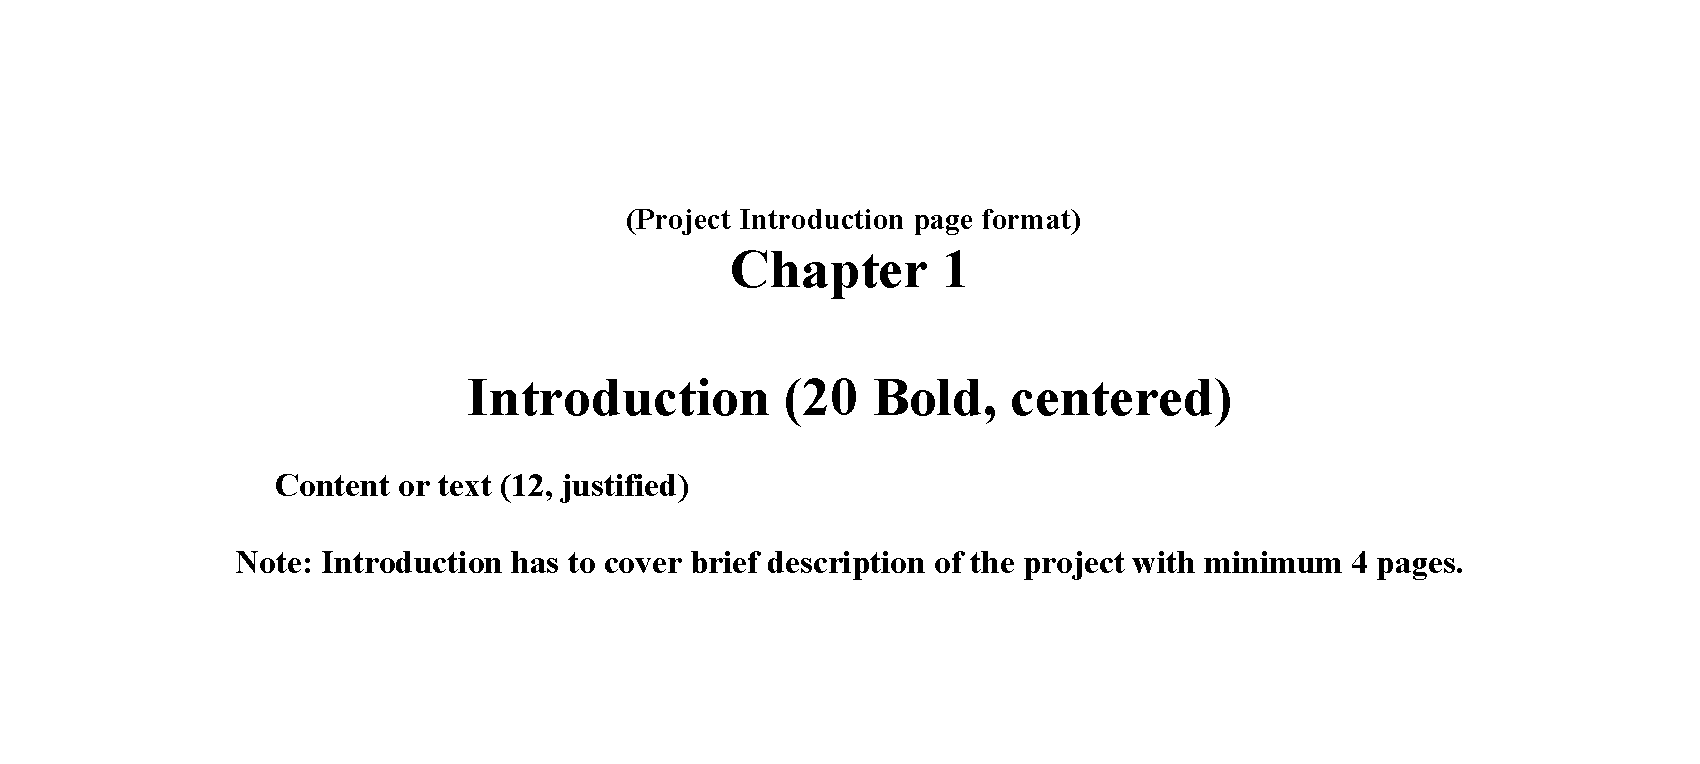 (Project Introduction page format)
Chapter 1
Introduction (20 Bold, centered)
Content or text (12, justified)
Note: Introduction has to cover brief description of the project with minimum 4 pages.